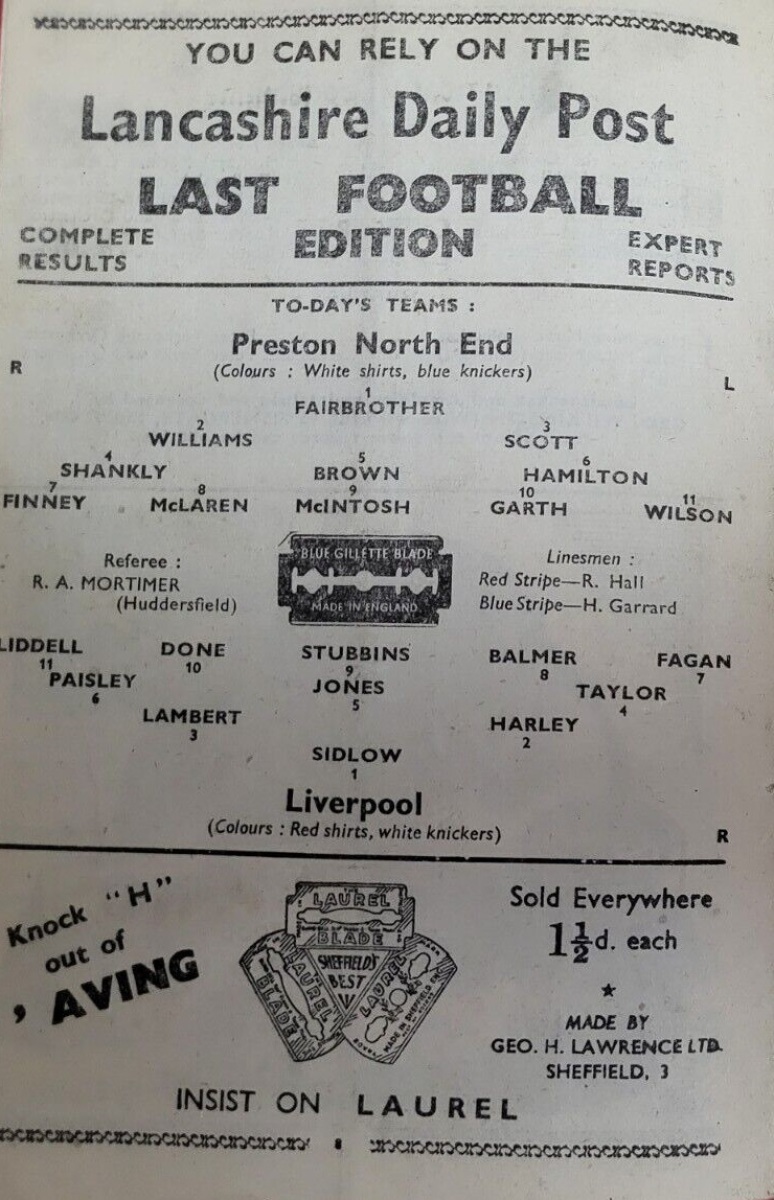 YOU CAN RELY ON THE
Lancashire Daily Post
LAST FOOTBALL
EDITION
COMPLETE
RESULTS
EXPERT
REPORTS
TO-DAY'S TEAMS :
Preston North End
(Colours : White shirts, blue knickers)
R
L
1
FAIRBROTHER
2 3
WILLIAMS SCOTT
4 5 6
SHANKLY BROWN HAMILTON
7 8 9 10 11
FINNEY McLAREN McINTOSH GARTH WILSON
Referee :
R. A. MORTIMER
(Huddersfield)
BLUE GILLETTE BLADE
MADE IN ENGLAND
Linesmen :
Red Stripe—R. Hall
Blue Stripe—H. Garrard
LIDDELL DONE STUBBINS BALMER FAGAN
11 10 9 8 7
PAISLEY JONES TAYLOR
6 5 4
LAMBERT HARLEY
3 2
SIDLOW
1
Liverpool
(Colours : Red shirts, white knickers)
R
Knock "H"
out of
'AVING
LAUREL
BLADE
SHEFFIELD'S
BEST
LAUREL
BLADE
LAUREL
MADE IN SHEFFIELD
Sold Everywhere
1½d. each
MADE BY
GEO. H. LAWRENCE LTD.
SHEFFIELD, 3
INSIST ON LAUREL